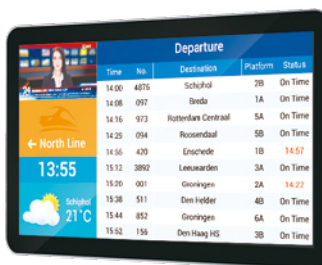 Departure
Time No. Destination Platform Status
14:00 4876 Schiphol 2B On Time
14:08 097 Breda 1A On Time
14:16 973 Rotterdam Centraal 5A On Time
14:25 094 Roosendaal 5B On Time
14:56 420 Enschede 1B 14:57
15:12 3892 Leeuwarden 3A On Time
15:20 001 Groningen 2A 14:22
15:38 511 Den Helder 4B On Time
15:44 852 Groningen 6A On Time
15:52 156 Den Haag HS 3B On Time
← North Line
13:55
Schiphol
21°C